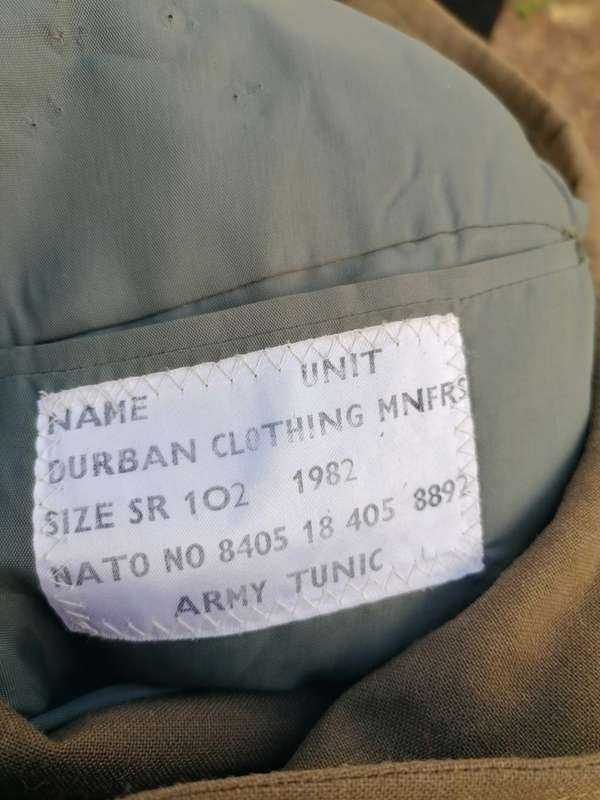 NAME UNIT
DURBAN CLOTHING MNFRS
SIZE SR 102 1982
NATO NO 8405 18 405 8892
ARMY TUNIC